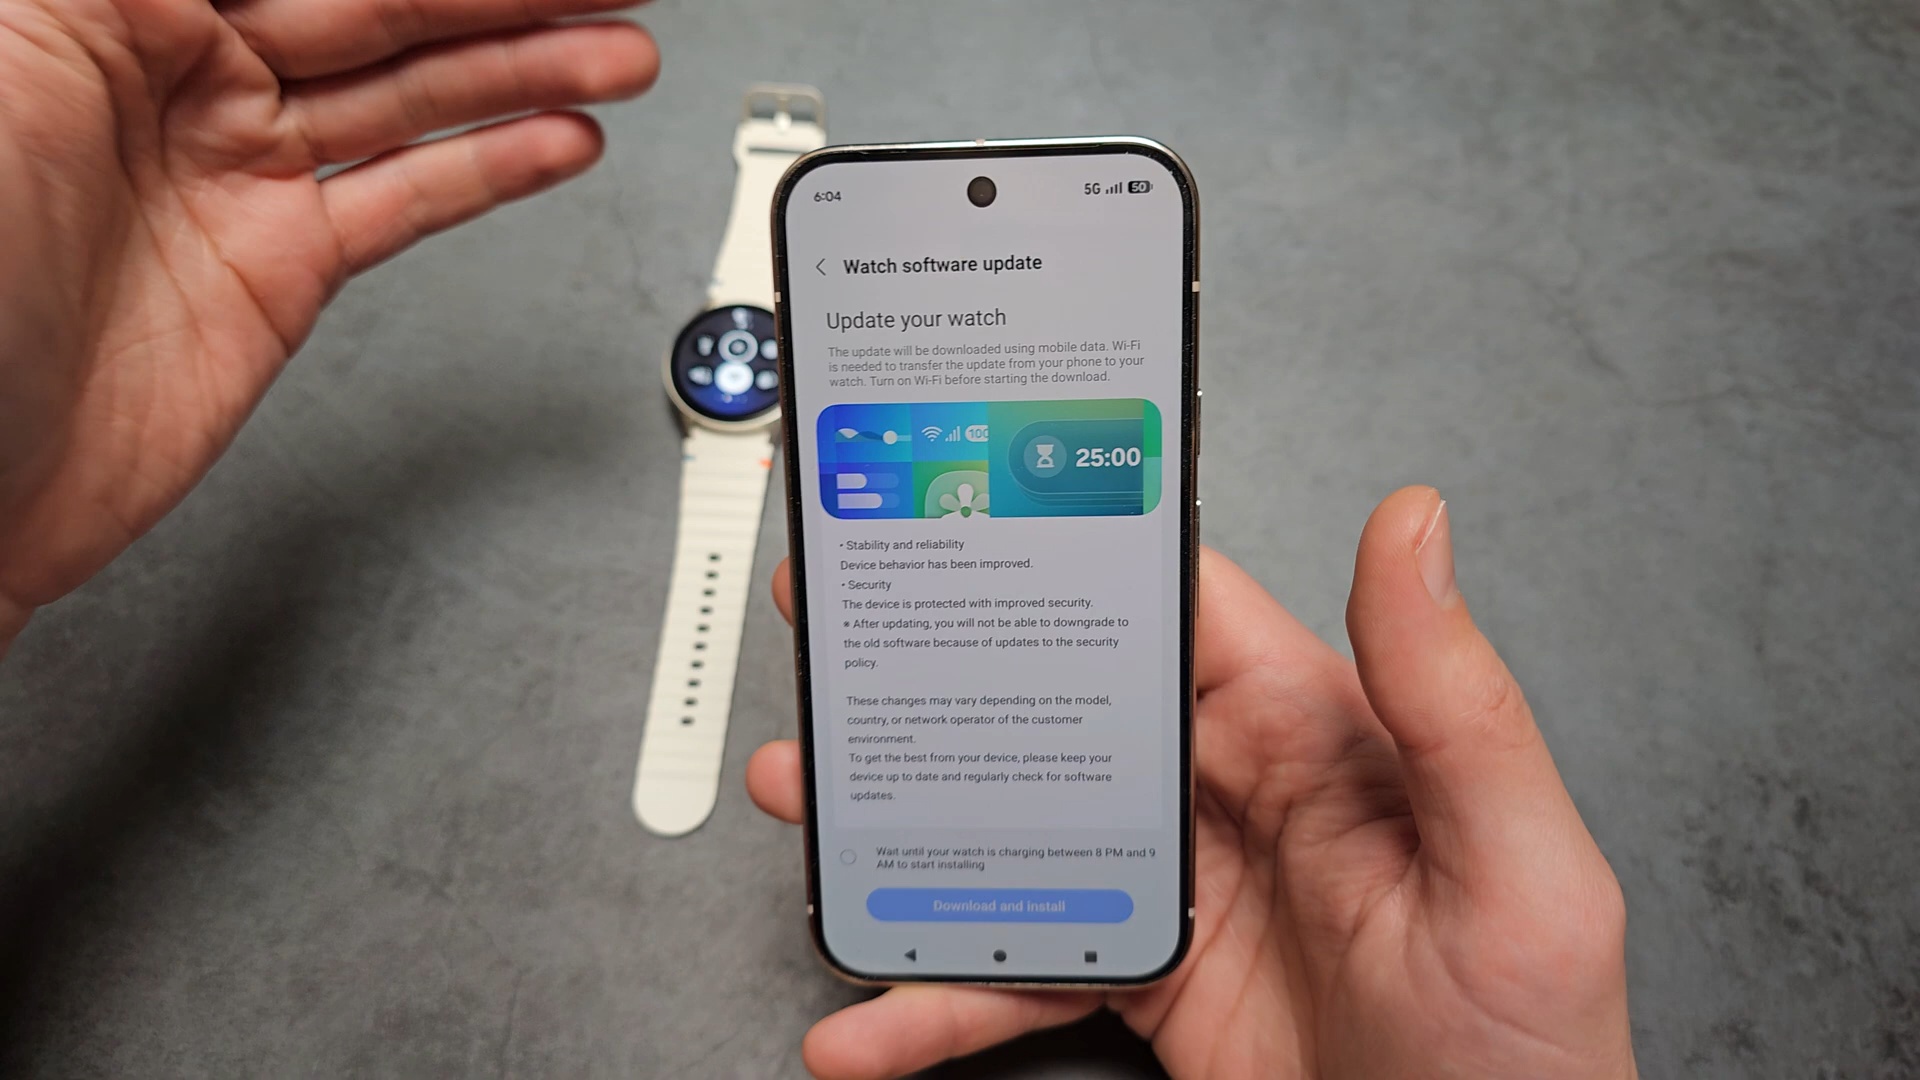 6:04
5G
50
Watch software update
Update your watch
The update will be downloaded using mobile data. Wi-Fi
is needed to transfer the update from your phone to your
watch. Turn on Wi-Fi before starting the download.
100
25:00
• Stability and reliability
Device behavior has been improved.
• Security
The device is protected with improved security.
※ After updating, you will not be able to downgrade to
the old software because of updates to the security
policy.
These changes may vary depending on the model,
country, or network operator of the customer
environment.
To get the best from your device, please keep your
device up to date and regularly check for software
updates.
Wait until your watch is charging between 8 PM and 9
AM to start installing
Download and install